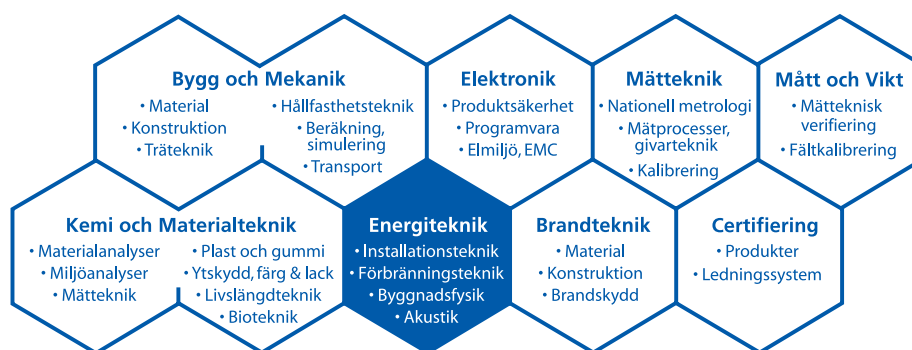 Bygg och Mekanik
• Material
• Konstruktion
• Träteknik
• Hållfasthetsteknik
• Beräkning,
simulering
• Transport
Elektronik
• Produktsäkerhet
• Programvara
• Elmiljö, EMC
Mätteknik
• Nationell metrologi
• Mätprocesser,
givarteknik
• Kalibrering
Mått och Vikt
• Mätteknisk
verifiering
• Fältkalibrering
Kemi och Materialteknik
• Materialanalyser
• Miljöanalyser
• Mätteknik
• Plast och gummi
• Ytskydd, färg & lack
• Livslängdteknik
• Bioteknik
Energiteknik
• Installationsteknik
• Förbränningsteknik
• Byggnadsfysik
• Akustik
Brandteknik
• Material
• Konstruktion
• Brandskydd
Certifiering
• Produkter
• Ledningssystem